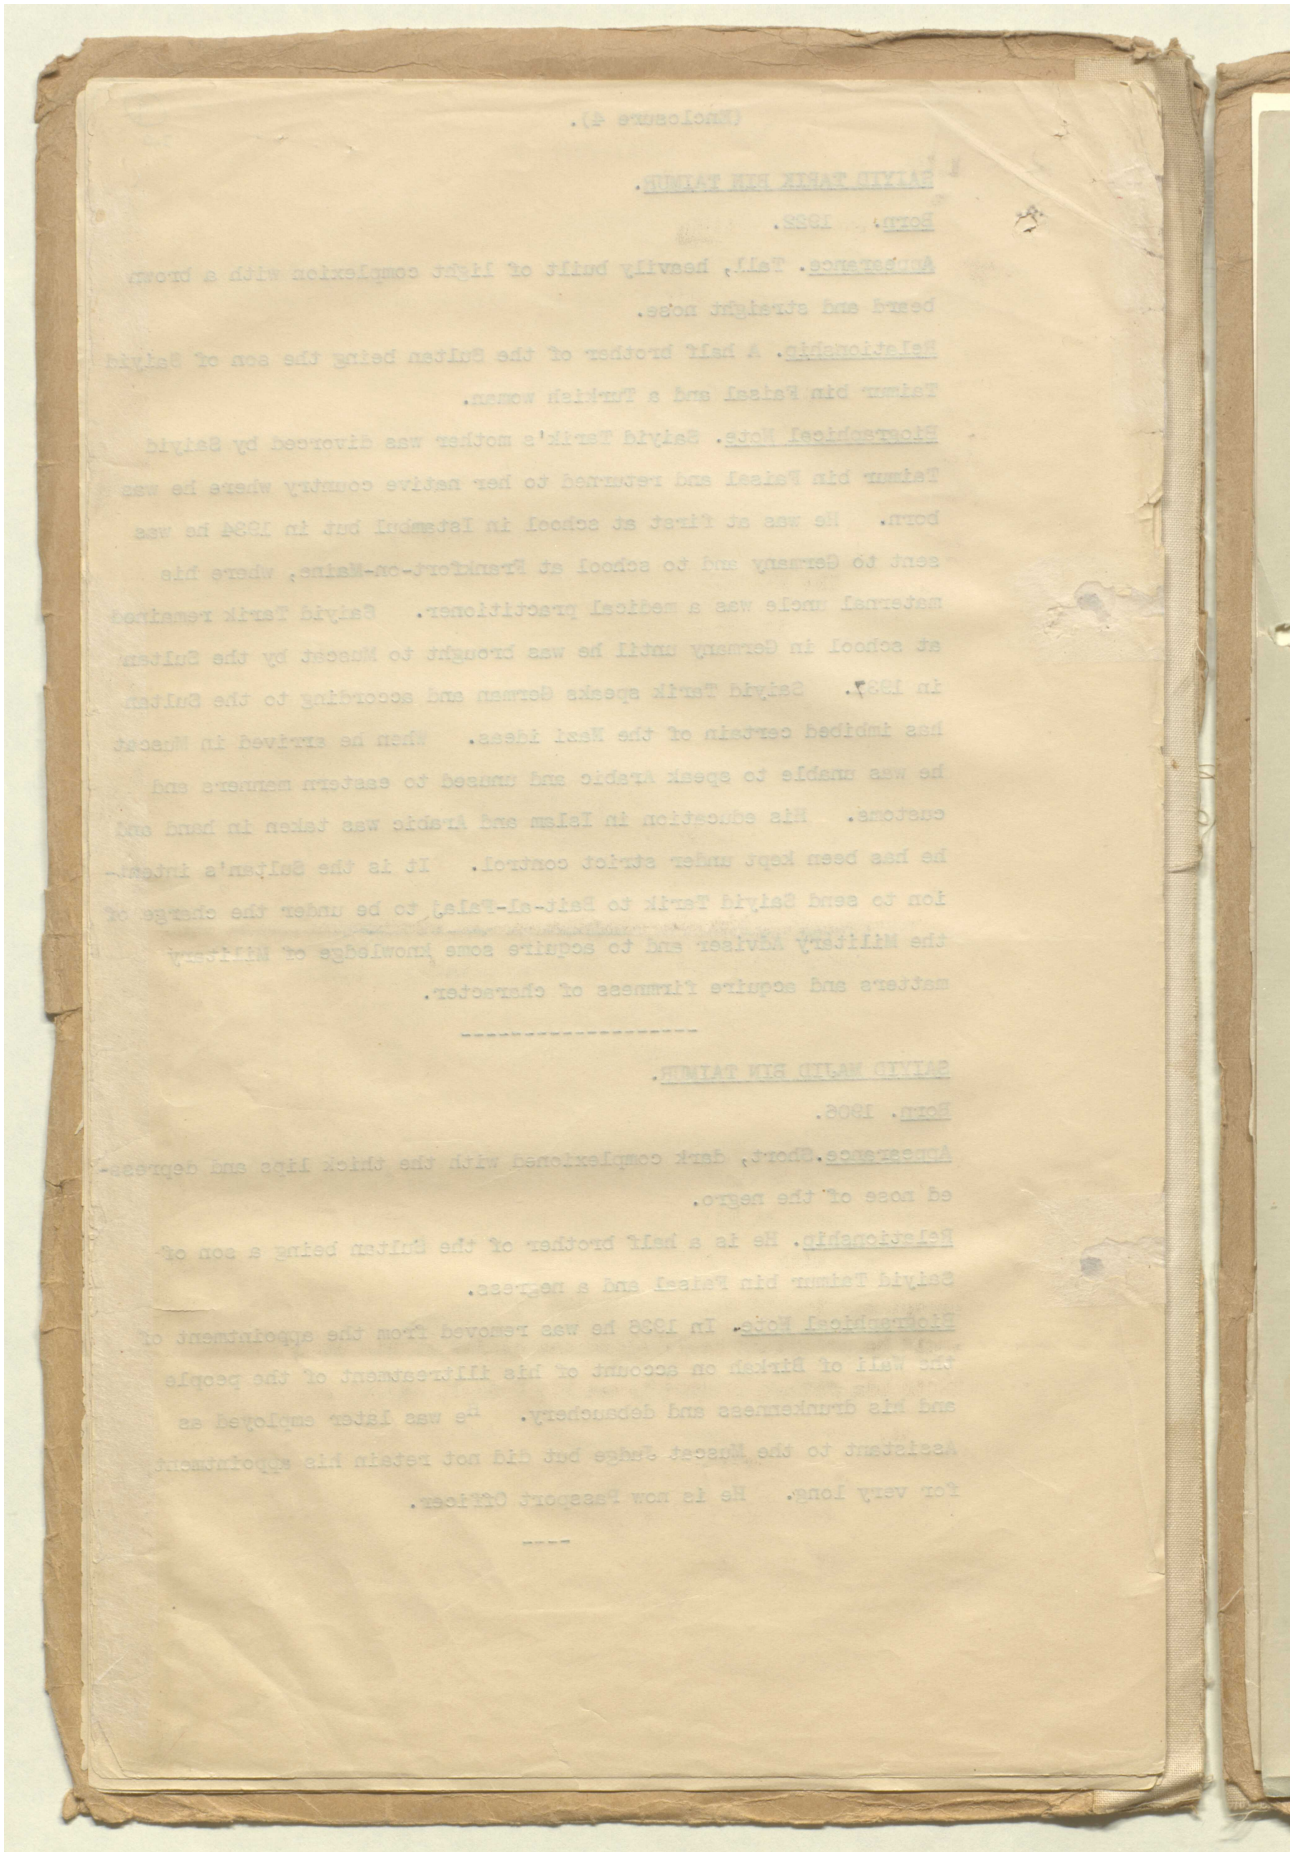 (Enclosure 4).
SAIYID TARIK BIN TAIMUR.
Born. 1922.
Appearance. Tall, heavily built of light complexion with a brown
beard and straight nose.
Relationship. A half brother of the Sultan being the son of Saiyid
Taimur bin Faisal and a Turkish woman.
Biographical Note. Saiyid Tarik's mother was divorced by Saiyid
Taimur bin Faisal and returned to her native country where he was
born. He was at first at school in Istambul but in 1934 he was
sent to Germany and to school at Frankfort-on-Maine, where his
maternal uncle was a medical practitioner. Saiyid Tarik remained
at school in Germany until he was brought to Muscat by the Sultan
in 1937. Saiyid Tarik speaks German and according to the Sultan
has imbibed certain of the Nazi ideas. When he arrived in Muscat
he was unable to speak Arabic and unused to eastern manners and
customs. His education in Islam and Arabic was taken in hand and
he has been kept under strict control. It is the Sultan's intent-
ion to send Saiyid Tarik to Bait-al-Falaj to be under the charge of
the Military Adviser and to acquire some knowledge of Military
matters and acquire firmness of character.
-------------------
SAIYID MAJID BIN TAIMUR.
Born. 1906.
Appearance. Short, dark complexioned with the thick lips and depress-
ed nose of the negro.
Relationship. He is a half brother of the Sultan being a son of
Saiyid Taimur bin Faisal and a negress.
Biographical Note. In 1936 he was removed from the appointment of
the Wali of Birkah on account of his illtreatment of the people
and his drunkenness and debauchery. He was later employed as
Assistant to the Muscat Judge but did not retain his appointment
for very long. He is now Passport Officer.
----